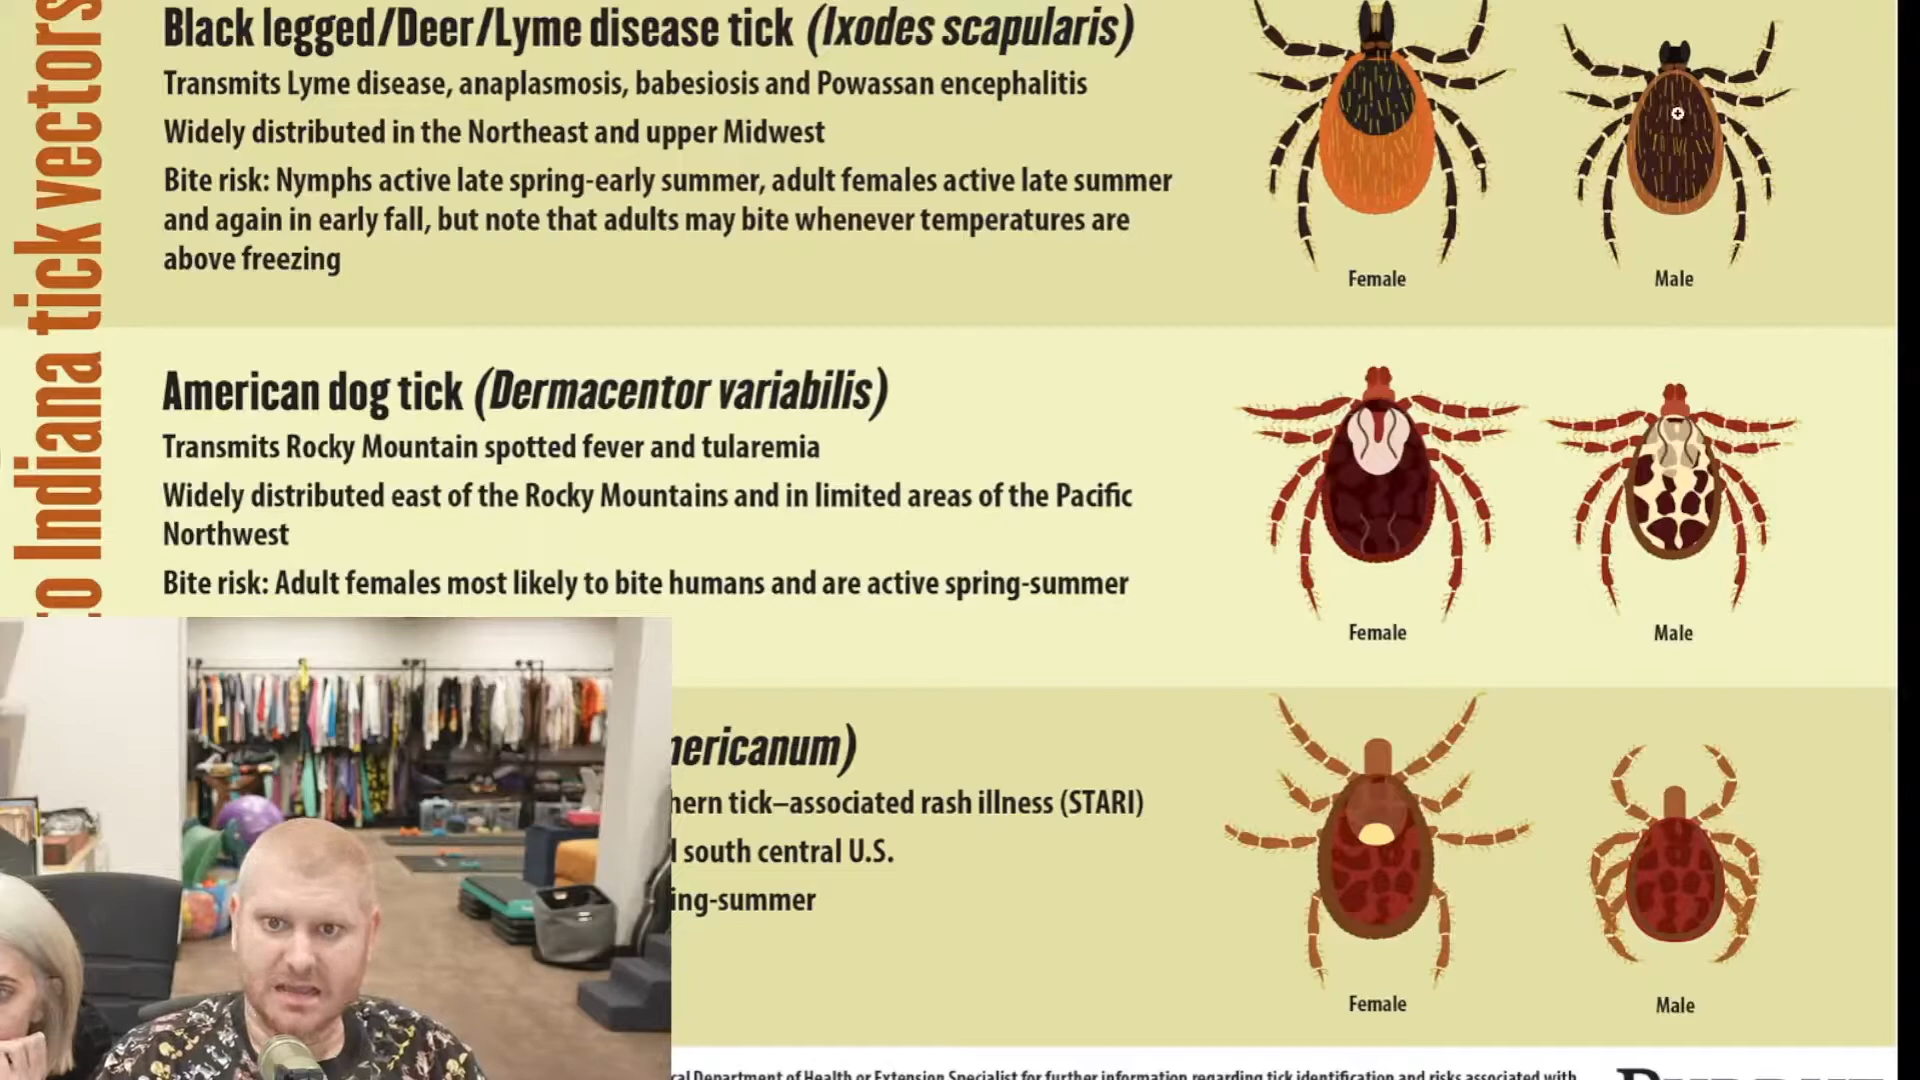 to Indiana tick vectors
Black legged/Deer/Lyme disease tick (Ixodes scapularis)
Transmits Lyme disease, anaplasmosis, babesiosis and Powassan encephalitis
Widely distributed in the Northeast and upper Midwest
Bite risk: Nymphs active late spring-early summer, adult females active late summer
and again in early fall, but note that adults may bite whenever temperatures are
above freezing
Female
Male
American dog tick (Dermacentor variabilis)
Transmits Rocky Mountain spotted fever and tularemia
Widely distributed east of the Rocky Mountains and in limited areas of the Pacific
Northwest
Bite risk: Adult females most likely to bite humans and are active spring-summer
Female
Male
mericanum)
hern tick–associated rash illness (STARI)
south central U.S.
ing-summer
Female
Male
cal Department of Health or Extension Specialist for further information regarding tick identification and risks associated with